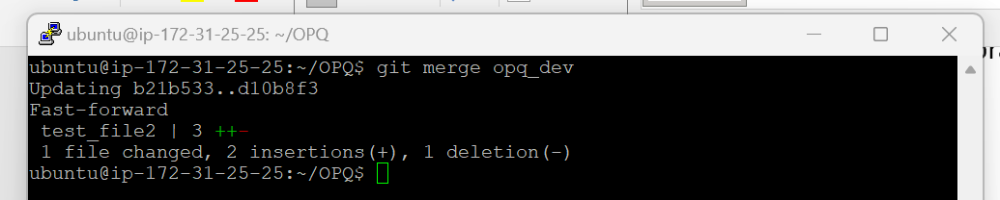 ubuntu@ip-172-31-25-25: ~/OPQ
ubuntu@ip-172-31-25-25:~/OPQ$ git merge opq_dev
Updating b21b533..d10b8f3
Fast-forward
 test_file2 | 3 ++-
 1 file changed, 2 insertions(+), 1 deletion(-)
ubuntu@ip-172-31-25-25:~/OPQ$